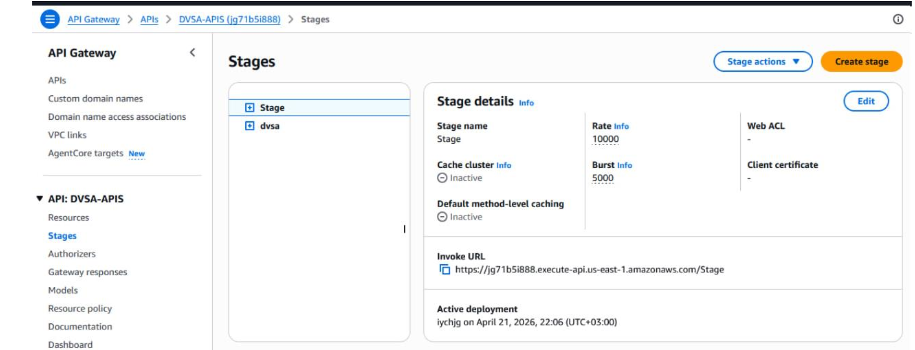 API Gateway > APIs > DVSA-APIS (jg71b5i888) > Stages
API Gateway
APIs
Custom domain names
Domain name access associations
VPC links
AgentCore targets New
API: DVSA-APIS
Resources
Stages
Authorizers
Gateway responses
Models
Resource policy
Documentation
Dashboard
Stages
Stage actions
Create stage
Stage
dvsa
Stage details Info
Edit
Stage name
Stage
Rate Info
10000
Web ACL
-
Cache cluster Info
Inactive
Burst Info
5000
Client certificate
-
Default method-level caching
Inactive
Invoke URL
https://jg71b5i888.execute-api.us-east-1.amazonaws.com/Stage
Active deployment
iychjg on April 21, 2026, 22:06 (UTC+03:00)